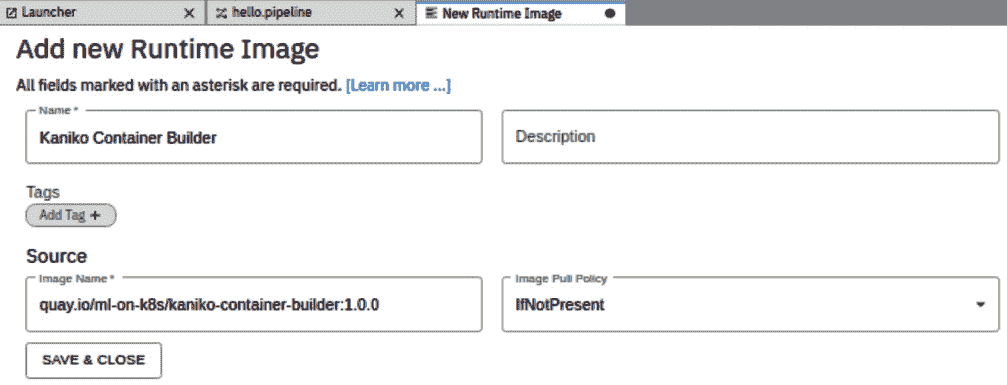 Launcher
hello.pipeline
New Runtime Image
Add new Runtime Image
All fields marked with an asterisk are required. [Learn more ...]
Name *
Kaniko Container Builder
Description
Tags
Add Tag +
Source
Image Name *
quay.io/ml-on-k8s/kaniko-container-builder:1.0.0
Image Pull Policy
IfNotPresent
SAVE & CLOSE